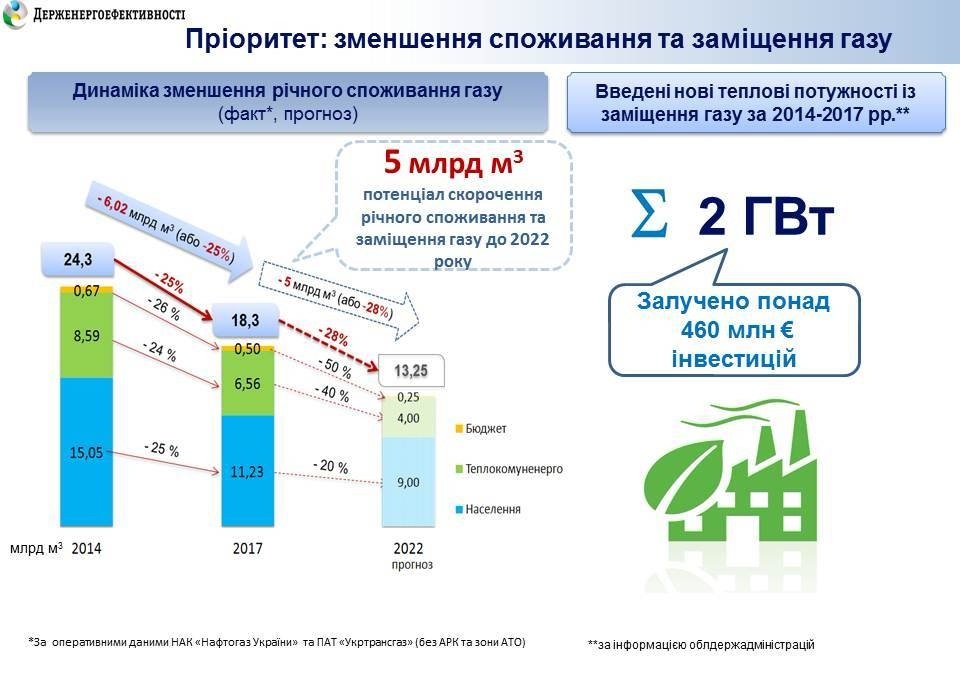 ДЕРЖЕНЕРГОЕФЕКТИВНОСТІ
Пріоритет: зменшення споживання та заміщення газу
Динаміка зменшення річного споживання газу
(факт*, прогноз)
Введені нові теплові потужності із
заміщення газу за 2014-2017 рр.**
5 млрд м³
потенціал скорочення
річного споживання та
заміщення газу до 2022
року
- 6,02 млрд м³ (або -25%)
- 5 млрд м³ (або -28%)
24,3
- 25%
18,3
- 28%
13,25
0,67
- 26 %
0,50
- 50 %
0,25
8,59
- 24 %
6,56
- 40 %
4,00
15,05
- 25 %
11,23
- 20 %
9,00
Бюджет
Теплокомуненерго
Населення
млрд м³ 2014
2017
2022
прогноз
Σ 2 ГВт
Залучено понад
460 млн €
інвестицій
*За оперативними даними НАК «Нафтогаз України» та ПАТ «Укртрансгаз» (без АРК та зони АТО)
**за інформацією облдержадміністрацій